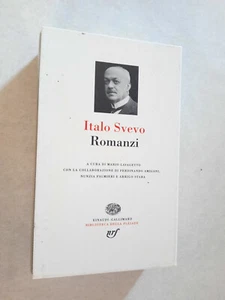 Italo Svevo
Romanzi
A CURA DI MARIO LAVAGETTO
CON LA COLLABORAZIONE DI FERDINANDO AMIGONI,
NUNZIA PALMIERI E ARRIGO STARA
EINAUDI-GALLIMARD
BIBLIOTECA DELLA PLÉIADE
nrf